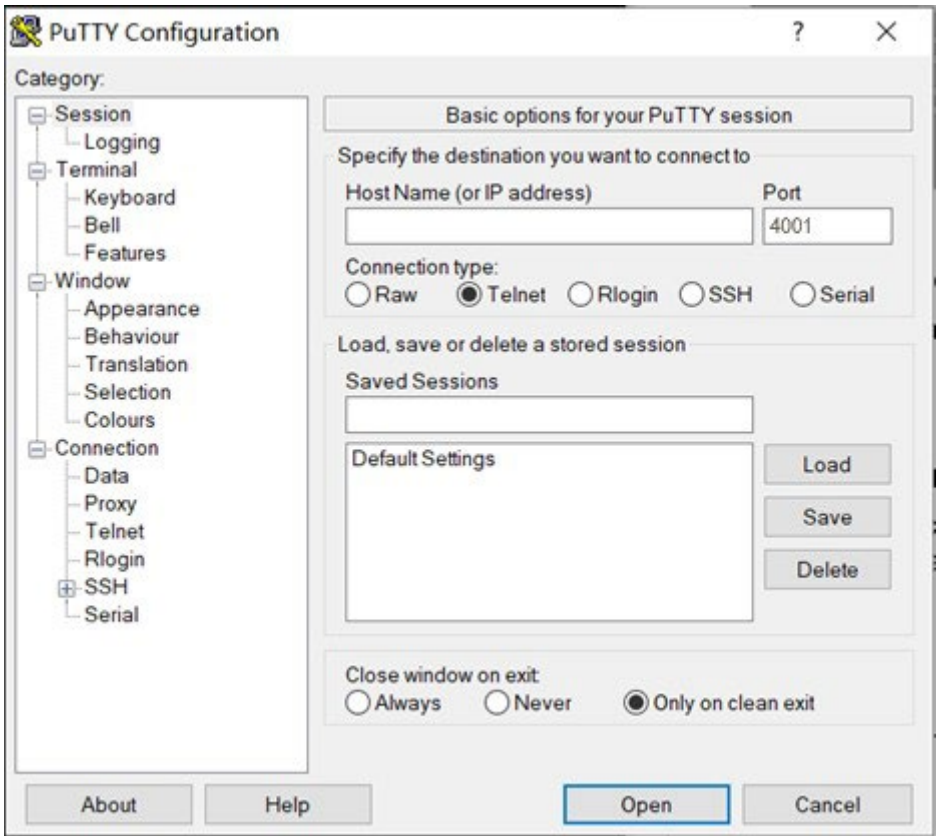 PuTTY Configuration ? ×
Category:
Session
Logging
Terminal
Keyboard
Bell
Features
Window
Appearance
Behaviour
Translation
Selection
Colours
Connection
Data
Proxy
Telnet
Rlogin
SSH
Serial
Basic options for your PuTTY session
Specify the destination you want to connect to
Host Name (or IP address) Port
4001
Connection type:
Raw Telnet Rlogin SSH Serial
Load, save or delete a stored session
Saved Sessions
Default Settings
Load
Save
Delete
Close window on exit:
Always Never Only on clean exit
About Help Open Cancel